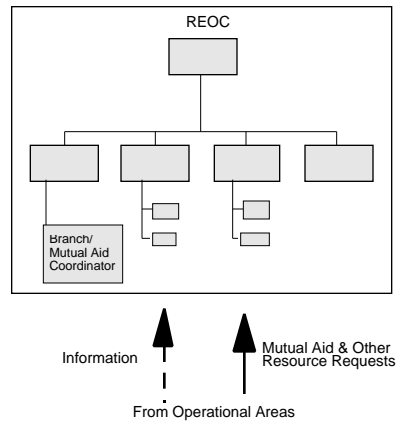 REOC
Branch/
Mutual Aid
Coordinator
Information
Mutual Aid & Other
Resource Requests
From Operational Areas